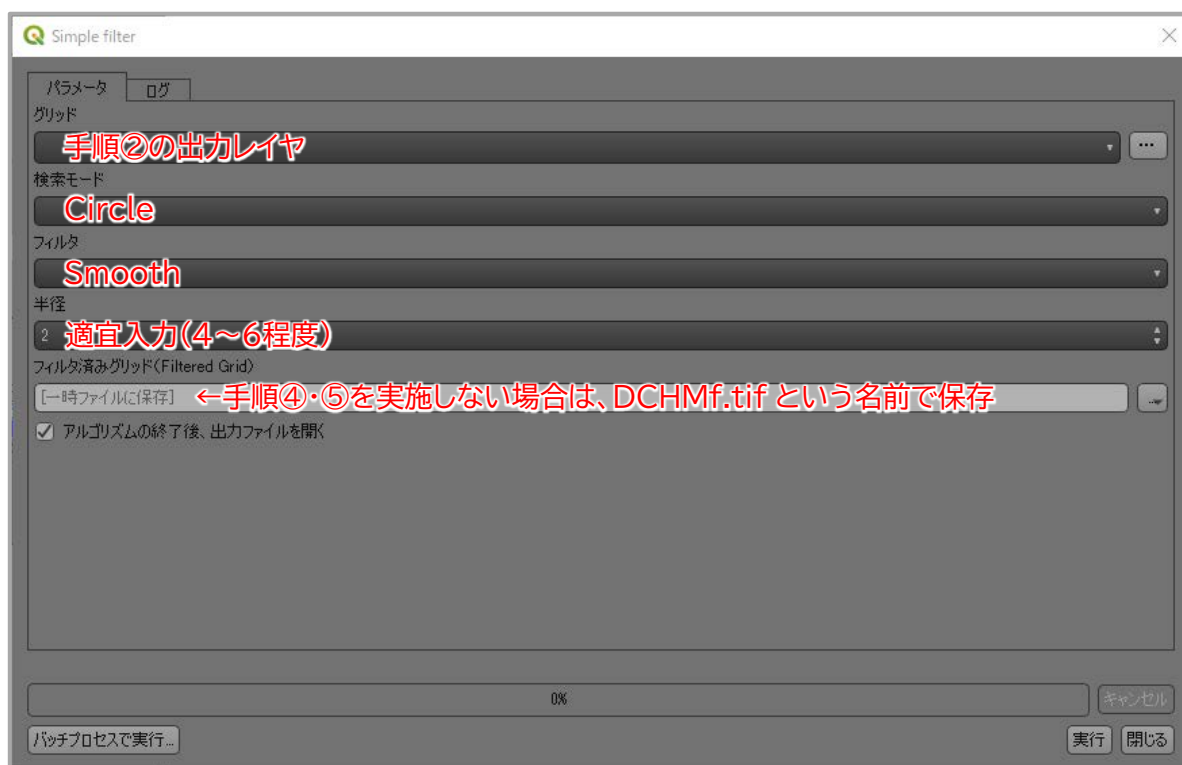 Simple filter
パラメータ ログ
グリッド
手順②の出力レイヤ
…
検索モード
Circle
フィルタ
Smooth
半径
2 適宜入力(4～6程度)
フィルタ済みグリッド(Filtered Grid)
[一時ファイルに保存] ←手順④・⑤を実施しない場合は、DCHMf.tif という名前で保存
アルゴリズムの終了後、出力ファイルを開く
0%
キャンセル
バッチプロセスで実行...
実行 閉じる